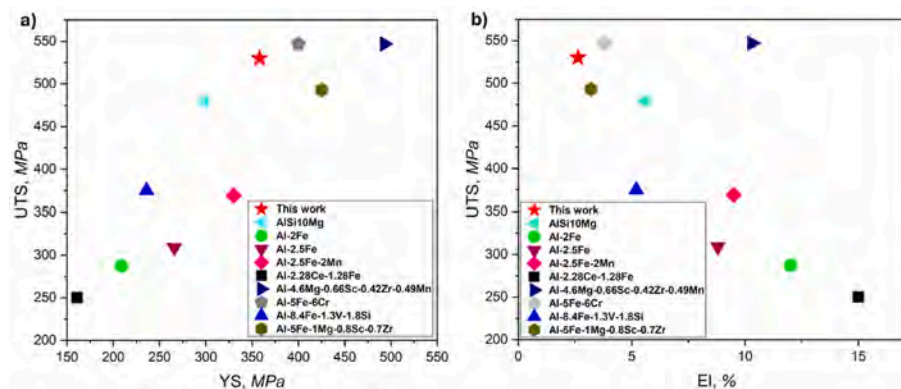 a)
550
500
450
400
350
300
250
200
UTS, MPa
150 200 250 300 350 400 450 500 550
YS, MPa
This work
AlSi10Mg
Al-2Fe
Al-2.5Fe
Al-2.5Fe-2Mn
Al-2.28Ce-1.28Fe
Al-4.6Mg-0.66Sc-0.42Zr-0.49Mn
Al-5Fe-6Cr
Al-8.4Fe-1.3V-1.8Si
Al-5Fe-1Mg-0.8Sc-0.7Zr
b)
550
500
450
400
350
300
250
200
UTS, MPa
0 5 10 15
El, %
This work
AlSi10Mg
Al-2Fe
Al-2.5Fe
Al-2.5Fe-2Mn
Al-2.28Ce-1.28Fe
Al-4.6Mg-0.66Sc-0.42Zr-0.49Mn
Al-5Fe-6Cr
Al-8.4Fe-1.3V-1.8Si
Al-5Fe-1Mg-0.8Sc-0.7Zr